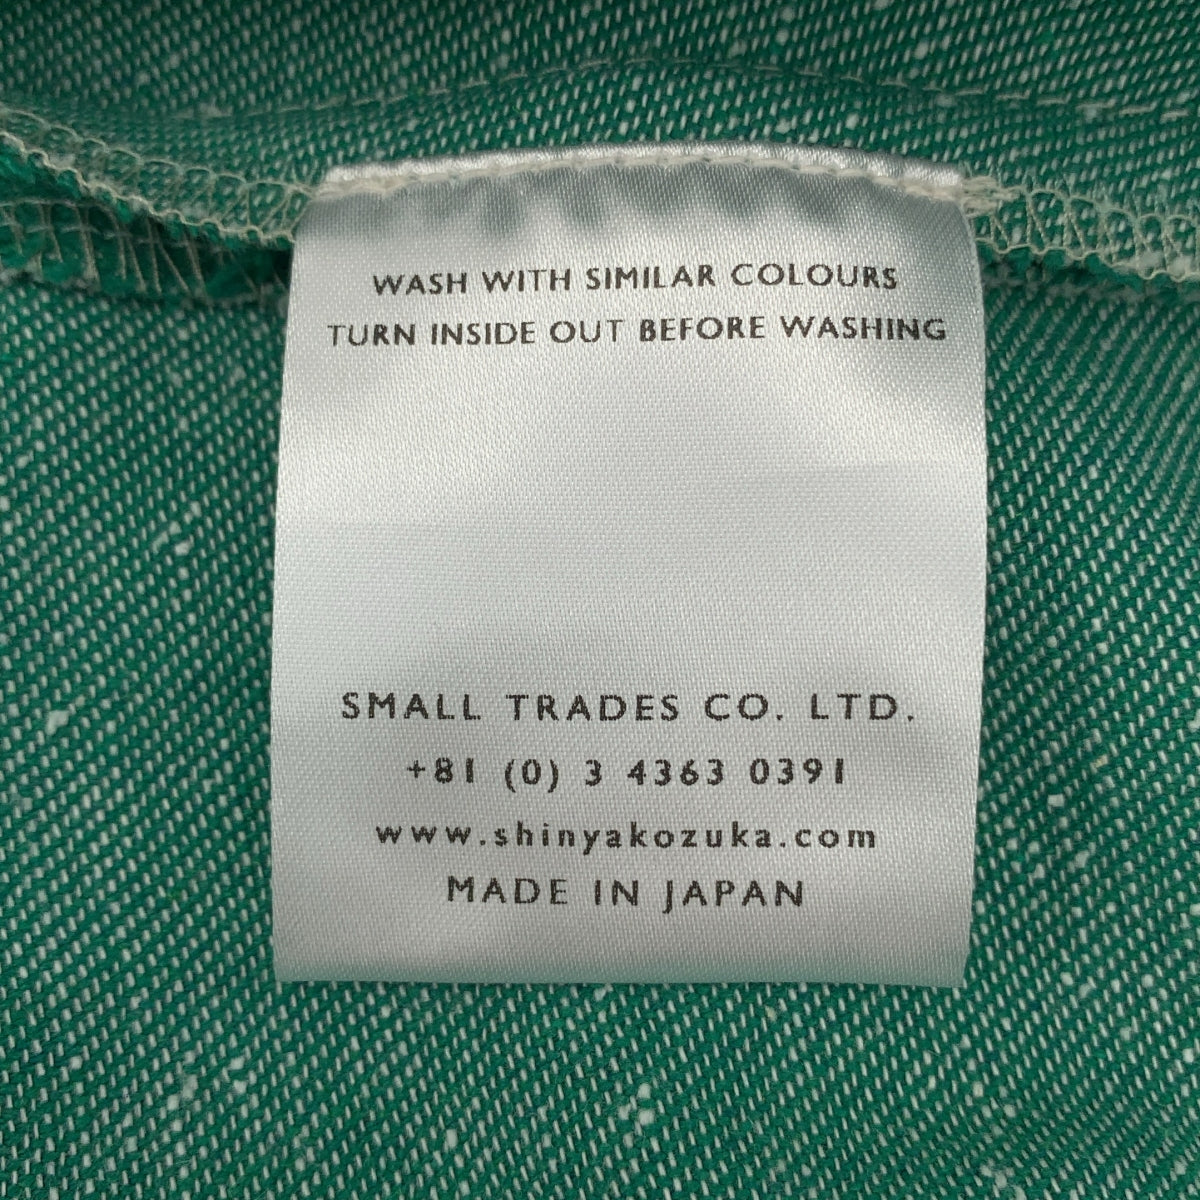 WASH WITH SIMILAR COLOURS
TURN INSIDE OUT BEFORE WASHING
SMALL TRADES CO. LTD.
+81 (0) 3 4363 0391
www.shinyakozuka.com
MADE IN JAPAN